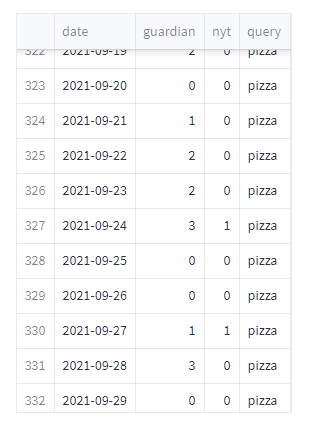 date guardian nyt query
322 2021-09-19 2 0 pizza
323 2021-09-20 0 0 pizza
324 2021-09-21 1 0 pizza
325 2021-09-22 2 0 pizza
326 2021-09-23 2 0 pizza
327 2021-09-24 3 1 pizza
328 2021-09-25 0 0 pizza
329 2021-09-26 0 0 pizza
330 2021-09-27 1 1 pizza
331 2021-09-28 3 0 pizza
332 2021-09-29 0 0 pizza